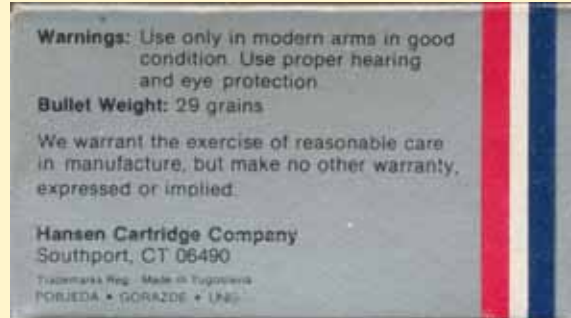 Warnings: Use only in modern arms in good
condition. Use proper hearing
and eye protection.
Bullet Weight: 29 grains
We warrant the exercise of reasonable care
in manufacture, but make no other warranty,
expressed or implied.
Hansen Cartridge Company
Southport, CT 06490
Trademarks Reg. Made in Yugoslavia
POBJEDA • GORAZDE • UNG